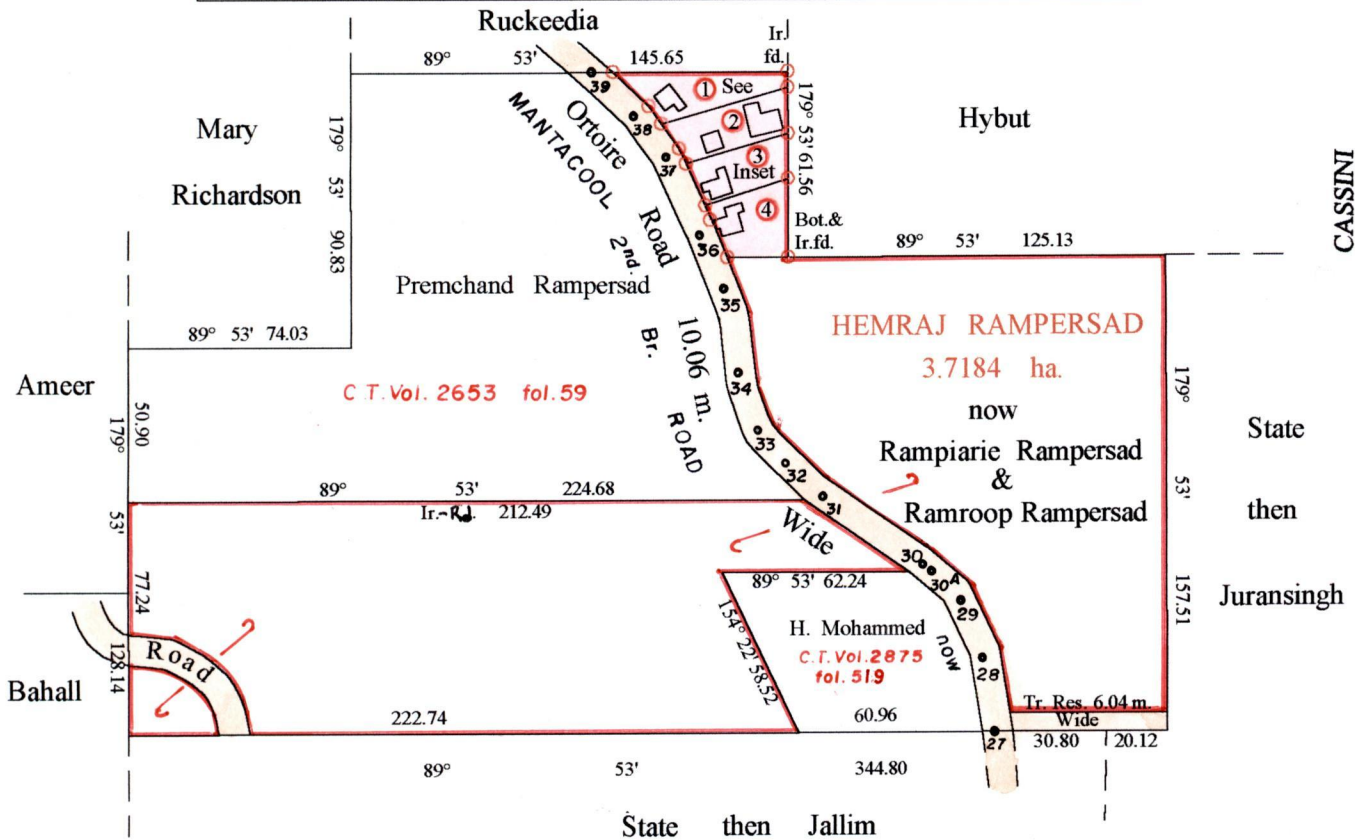 Ruckeedia
89° 53' 145.65
Ir.
fd.
① See
②
③
Inset
④
179° 53' 61.56
Bot.&
Ir.fd.
Hybut
CASSINI
Mary
Richardson
179° 53' 90.83
39
38
37
36
35
34
33
32
31
30
30A
29
28
27
Ortoire Road 10.06 m. Wide
MANTACOOL 2nd. Br. ROAD
Premchand Rampersad
89° 53' 125.13
89° 53' 74.03
HEMRAJ RAMPERSAD
3.7184 ha.
now
Rampiarie Rampersad
&
Ramroop Rampersad
Ameer
C.T. Vol. 2653 fol. 59
50.90
179° 53'
179° 53' 157.51
State
then
Juransingh
89° 53' 224.68
Ir.-Rd. 212.49
77.24
128.14
89° 53' 62.24
154° 22' 58.52
H. Mohammed
C.T. Vol. 2875
fol. 519
now
Bahall
Road
222.74
60.96
Tr. Res. 6.04 m.
Wide
30.80 20.12
89° 53' 344.80
State then Jallim